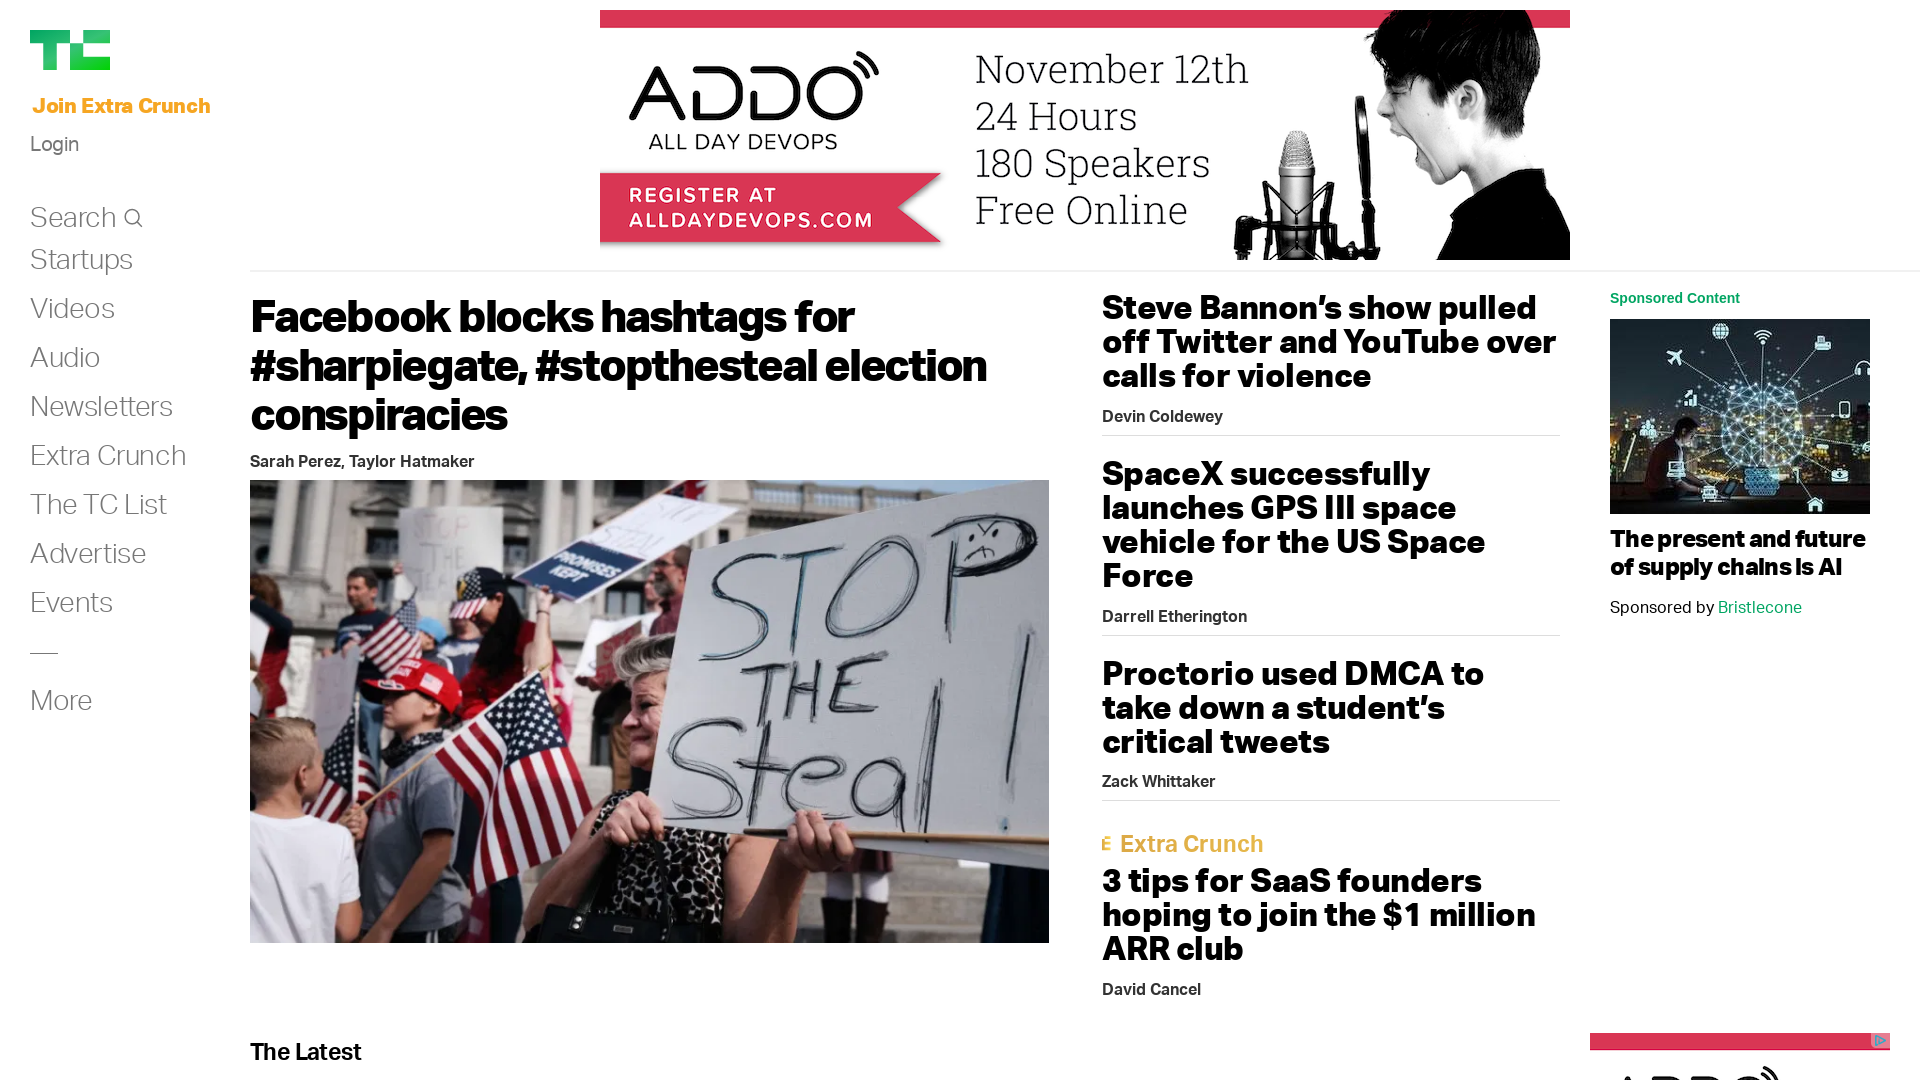 TC
Join Extra Crunch
Login
Search
Startups
Videos
Audio
Newsletters
Extra Crunch
The TC List
Advertise
Events
More
ADDO
ALL DAY DEVOPS
REGISTER AT
ALLDAYDEVOPS.COM
November 12th
24 Hours
180 Speakers
Free Online
Facebook blocks hashtags for
#sharpiegate, #stopthesteal election
conspiracies
Sarah Perez, Taylor Hatmaker
STOP
THE
Steal!
PROMISES
KEPT
Steve Bannon’s show pulled
off Twitter and YouTube over
calls for violence
Devin Coldewey
SpaceX successfully
launches GPS III space
vehicle for the US Space
Force
Darrell Etherington
Proctorio used DMCA to
take down a student’s
critical tweets
Zack Whittaker
Extra Crunch
3 tips for SaaS founders
hoping to join the $1 million
ARR club
David Cancel
Sponsored Content
The present and future
of supply chains is AI
Sponsored by Bristlecone
The Latest